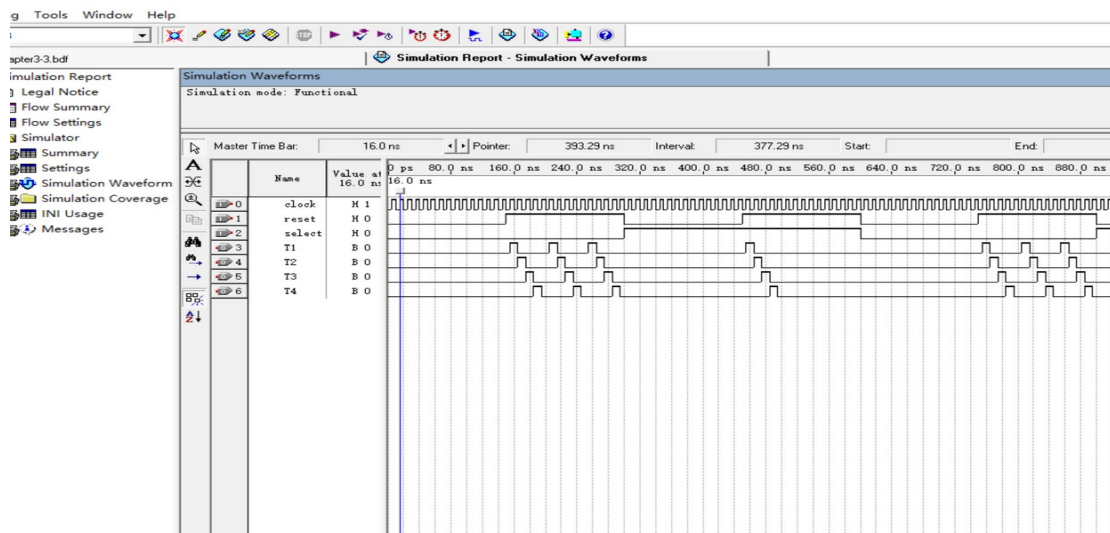 g Tools Window Help
apter3-3.bdf
Simulation Report - Simulation Waveforms
imulation Report
Legal Notice
Flow Summary
Flow Settings
Simulator
Summary
Settings
Simulation Waveform
Simulation Coverage
INI Usage
Messages
Simulation Waveforms
Simulation mode: Functional
Master Time Bar: 16.0 ns Pointer: 393.29 ns Interval: 377.29 ns Start: End:
Name Value at 16.0 ns
0 ps 80.0 ns 160.0 ns 240.0 ns 320.0 ns 400.0 ns 480.0 ns 560.0 ns 640.0 ns 720.0 ns 800.0 ns 880.0 ns
16.0 ns
0 clock H 1
1 reset H 0
2 select H 0
3 T1 B 0
4 T2 B 0
5 T3 B 0
6 T4 B 0